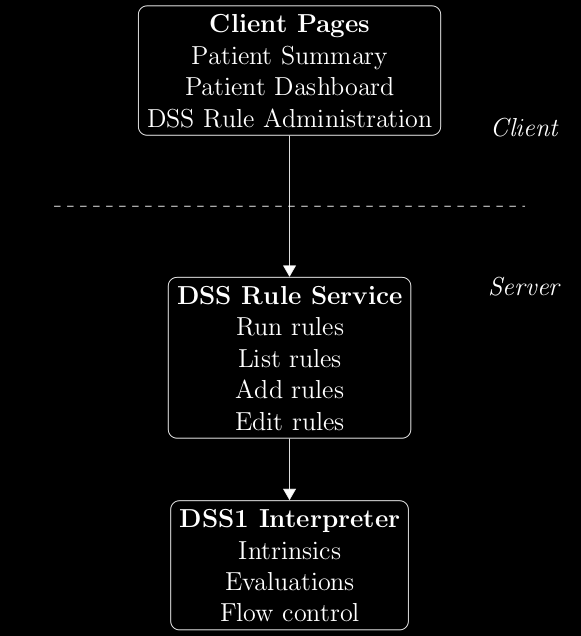 Client Pages
Patient Summary
Patient Dashboard
DSS Rule Administration
Client
Server
DSS Rule Service
Run rules
List rules
Add rules
Edit rules
DSS1 Interpreter
Intrinsics
Evaluations
Flow control